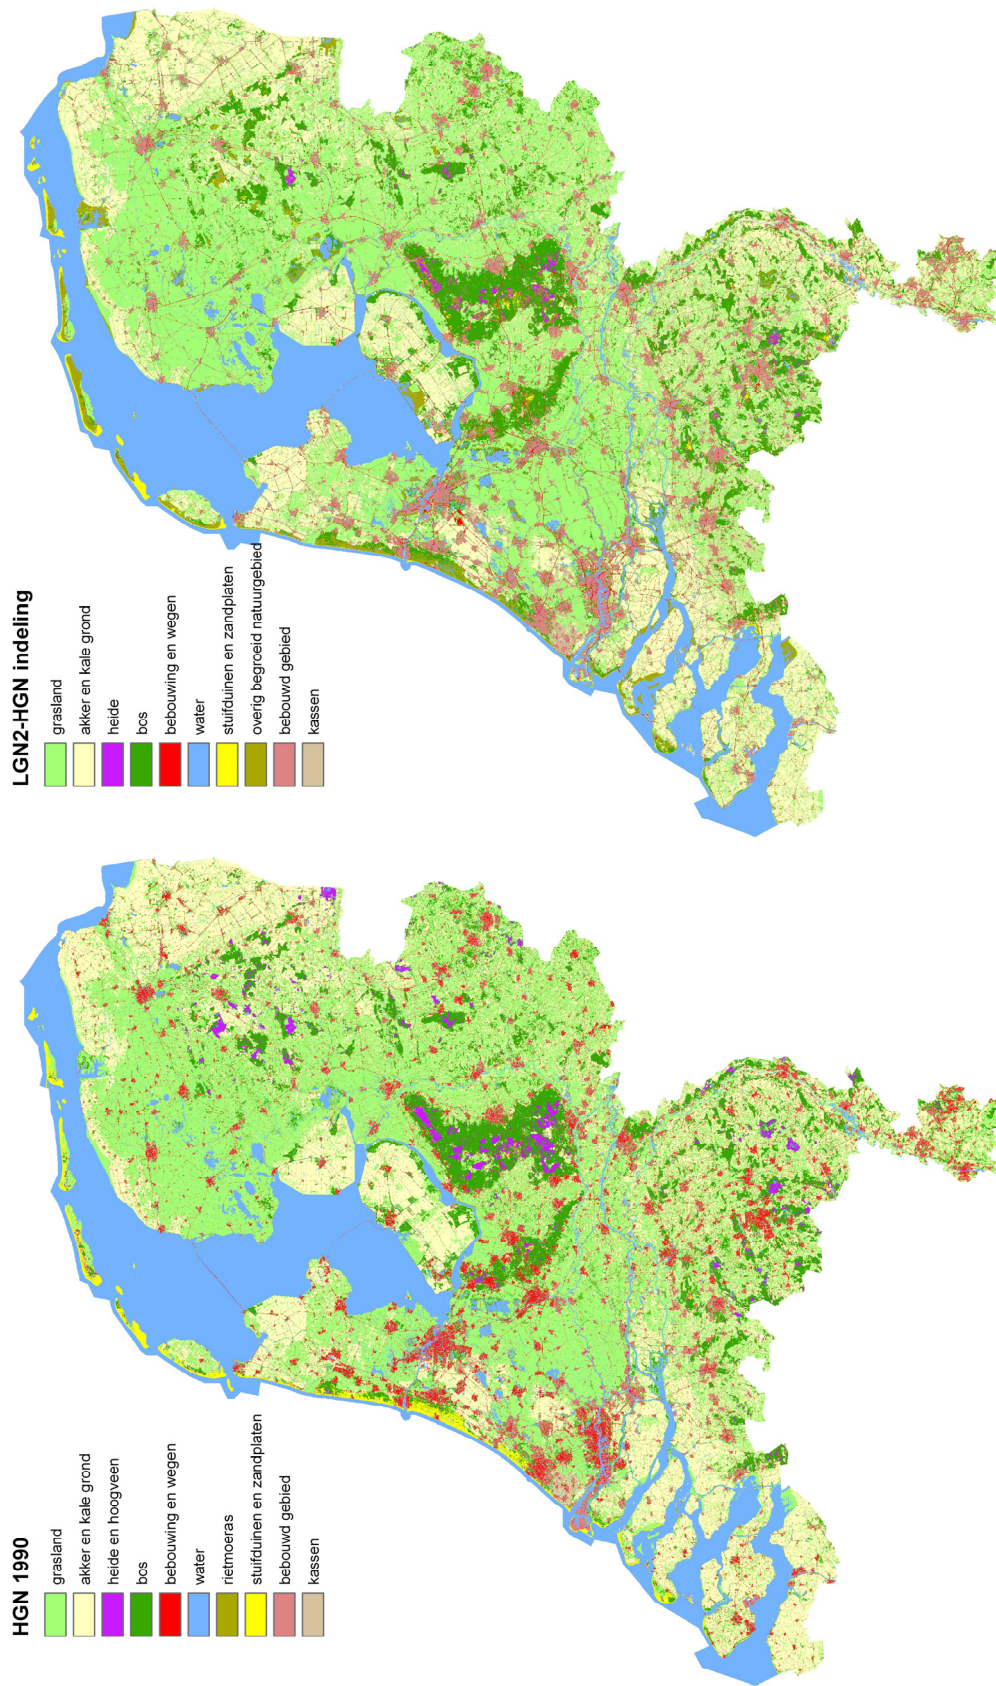 HGN 1990
grasland
akker en kale grond
heide en hoogveen
bos
bebouwing en wegen
water
rietmoeras
stuifduinen en zandplaten
bebouwd gebied
kassen
LGN2-HGN indeling
grasland
akker en kale grond
heide
bos
bebouwing en wegen
water
stuifduinen en zandplaten
overig begroeid natuurgebied
bebouwd gebied
kassen